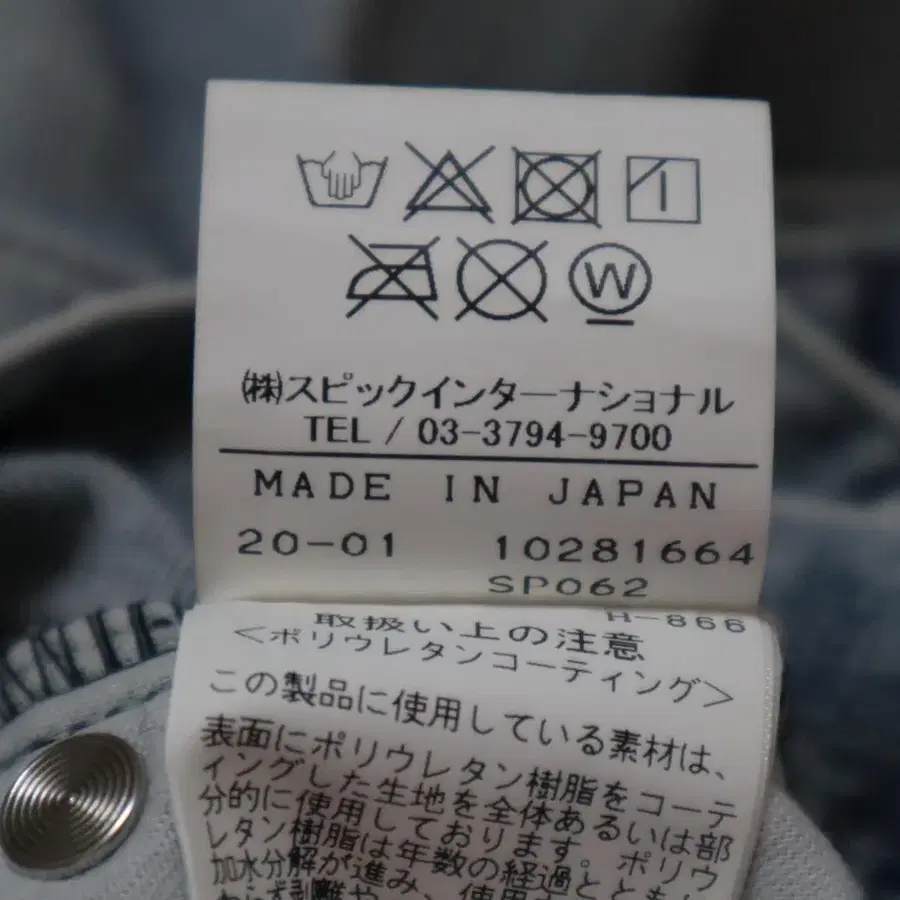 W
㈱スピックインターナショナル
TEL / 03-3794-9700
MADE IN JAPAN
20-01 10281664
SP062
H-866
取扱い上の注意
<ポリウレタンコーティング>
この製品に使用している素材は、
表面にポリウレタン樹脂をコーテ
ィングした生地を全体あるいは部
分的に使用しております。ポリウ
レタン樹脂は年数の経過ととも
加水分解が進み、使用